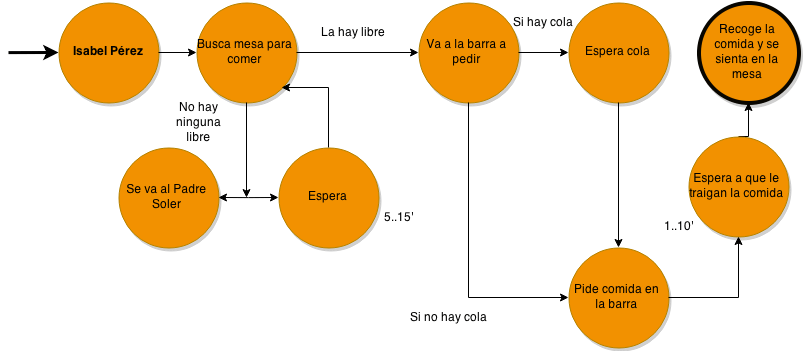 Isabel Pérez
Busca mesa para
comer
La hay libre
Va a la barra a
pedir
Si hay cola
Espera cola
Recoge la
comida y se
sienta en la
mesa
No hay
ninguna
libre
Se va al Padre
Soler
Espera
5..15'
Espera a que le
traigan la comida
1..10'
Pide comida en
la barra
Si no hay cola